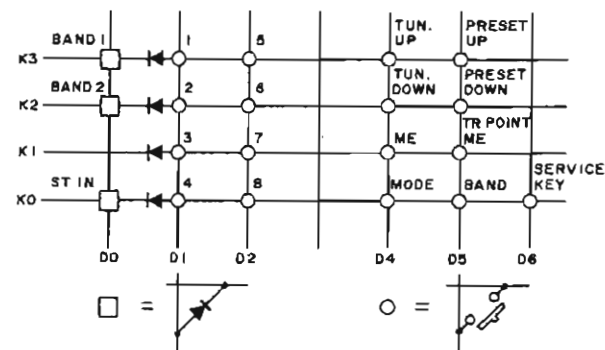 BAND 1 1 5 TUN. UP PRESET UP
K3
BAND 2 2 6 TUN. DOWN PRESET DOWN
K2
3 7 ME TR POINT ME
K1
ST IN 4 8 MODE BAND SERVICE KEY
K0
D0 D1 D2 D4 D5 D6
= =